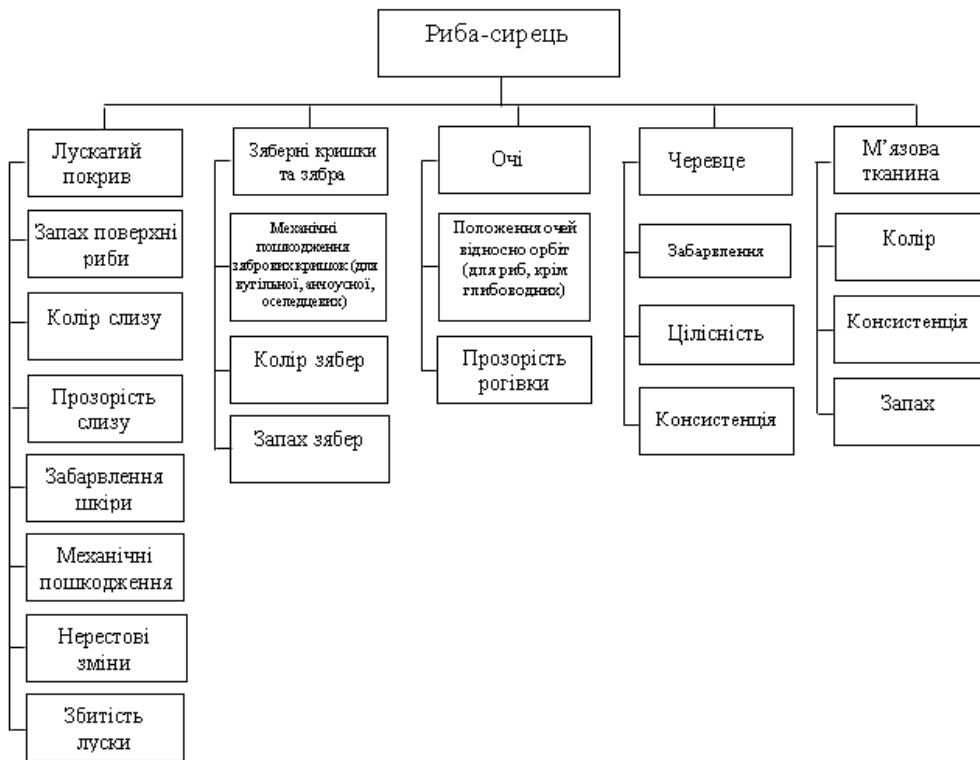 Риба-сирець
Лускатий
покрив
Запах поверхні
риби
Колір слизу
Прозорість
слизу
Забарвлення
шкіри
Механічні
пошкодження
Нерестові
зміни
Збитість
луски
Зяберні кришки
та зябра
Механічні
пошкодження
зябрових кришок (для
вугільної, анчоусної,
оселедцевих)
Колір зябер
Запах зябер
Очі
Положення очей
відносно орбіт
(для риб, крім
глибоводних)
Прозорість
рогівки
Черевце
Забарвлення
Цілісність
Консистенція
М’язова
тканина
Колір
Консистенція
Запах